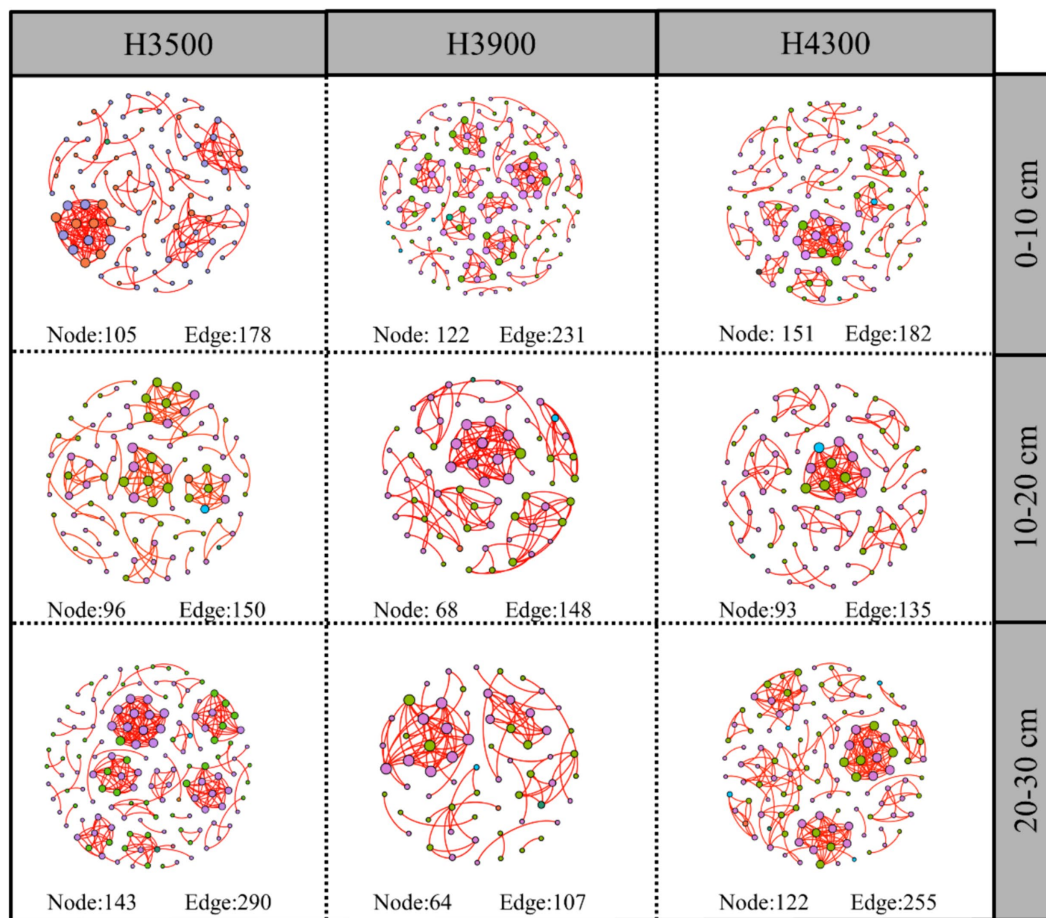 H3500 H3900 H4300
0-10 cm
Node:105 Edge:178 Node: 122 Edge:231 Node: 151 Edge:182
10-20 cm
Node:96 Edge:150 Node: 68 Edge:148 Node:93 Edge:135
20-30 cm
Node:143 Edge:290 Node:64 Edge:107 Node:122 Edge:255